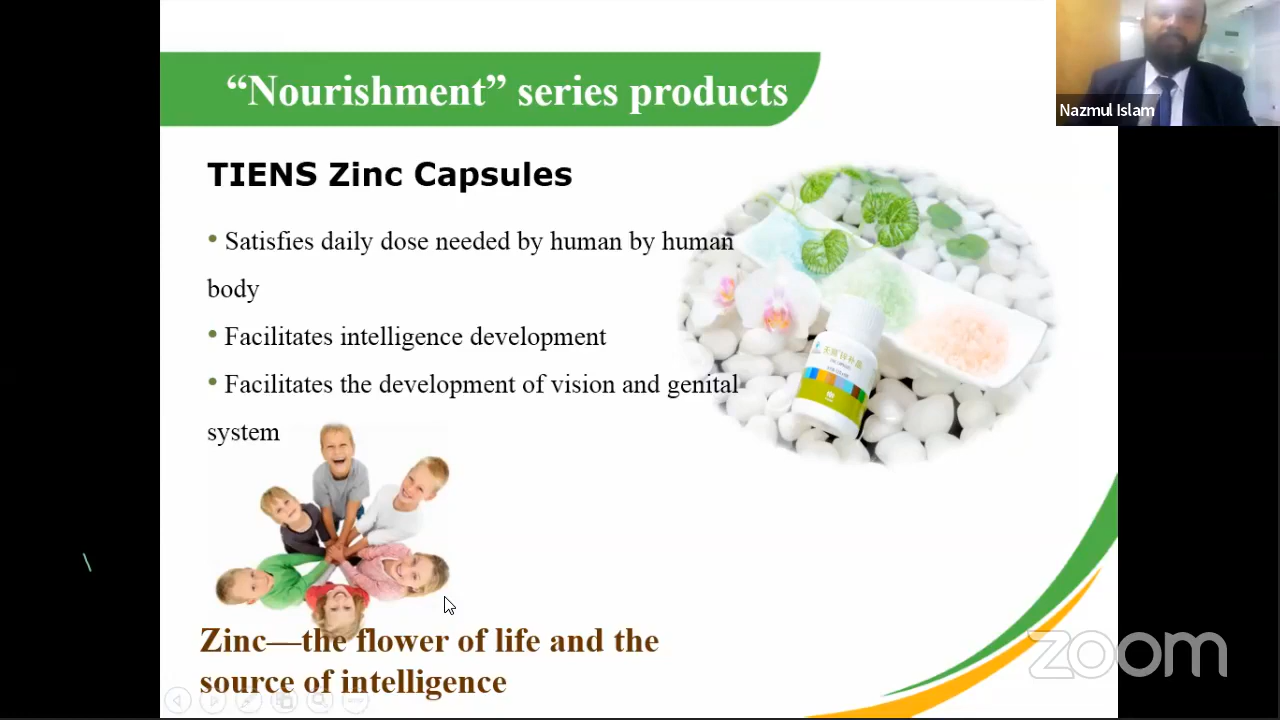 “Nourishment” series products
Nazmul Islam
TIENS Zinc Capsules
• Satisfies daily dose needed by human by human
body
• Facilitates intelligence development
• Facilitates the development of vision and genital
system
Zinc—the flower of life and the
source of intelligence
zoom